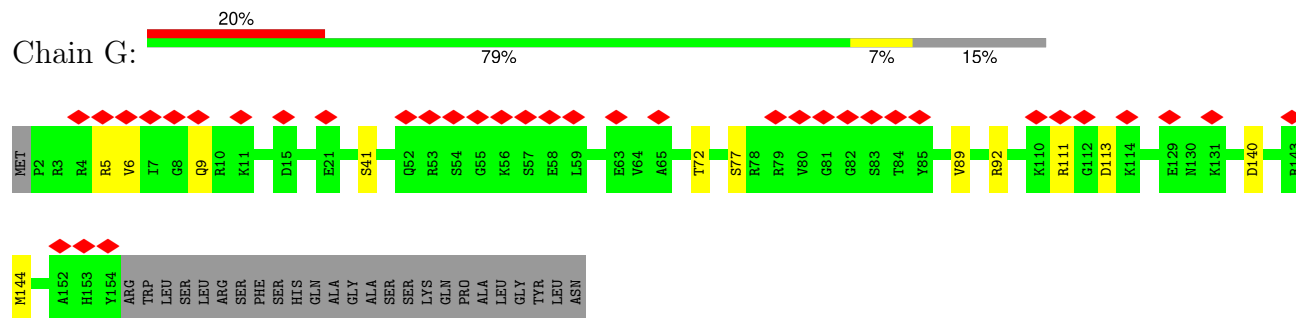 20%
Chain G:
79% 7% 15%
MET P2 R3 R4 R5 V6 I7 G8 Q9 R10 K11 D15 E21 S41 Q52 R53 S54 G55 K56 S57 E58 L59 E63 V64 A65 T72 S77 R78 R79 V80 G81 G82 S83 T84 Y85 V89 R92 K110 R111 G112 D113 K114 E129 N130 K131 D140 R143
M144 A152 H153 Y154 ARG TRP LEU SER LEU ARG SER PHE SER HIS GLN ALA GLY ALA SER SER LYS GLN PRO ALA LEU GLY TYR LEU ASN